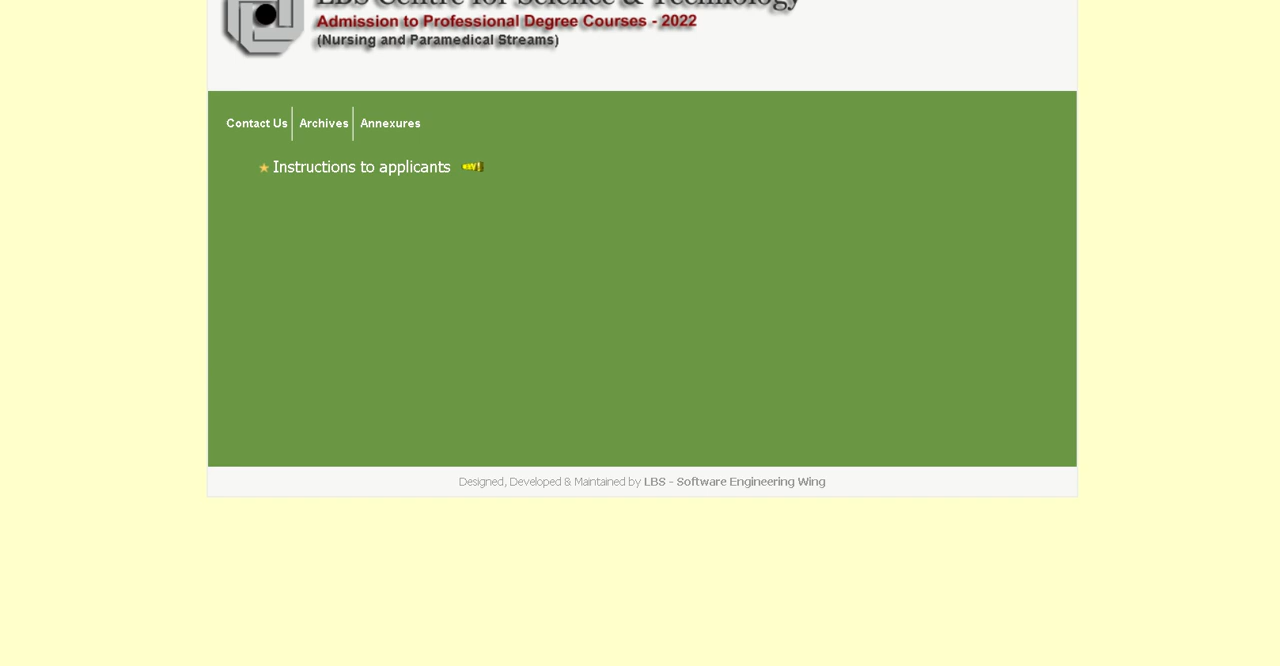 LBS Centre for Science & Technology
Admission to Professional Degree Courses - 2022
(Nursing and Paramedical Streams)
Contact Us
Archives
Annexures
Instructions to applicants
Designed, Developed & Maintained by LBS - Software Engineering Wing